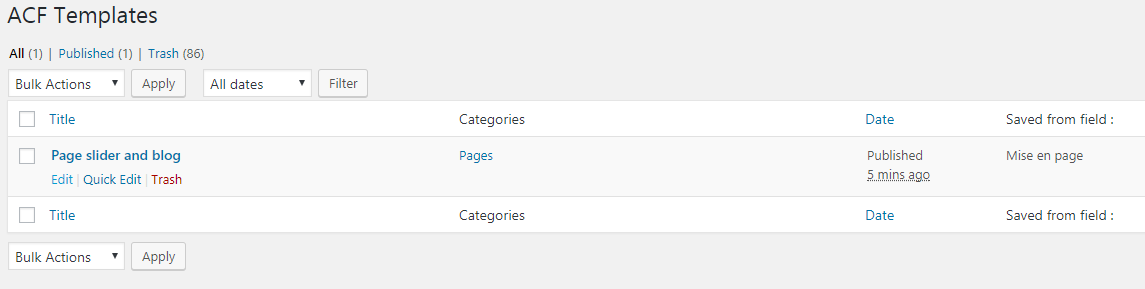 ACF Templates
All (1) | Published (1) | Trash (86)
Bulk Actions Apply All dates Filter
Title Categories Date Saved from field :
Page slider and blog Pages Published Mise en page
Edit | Quick Edit | Trash 5 mins ago
Title Categories Date Saved from field :
Bulk Actions Apply